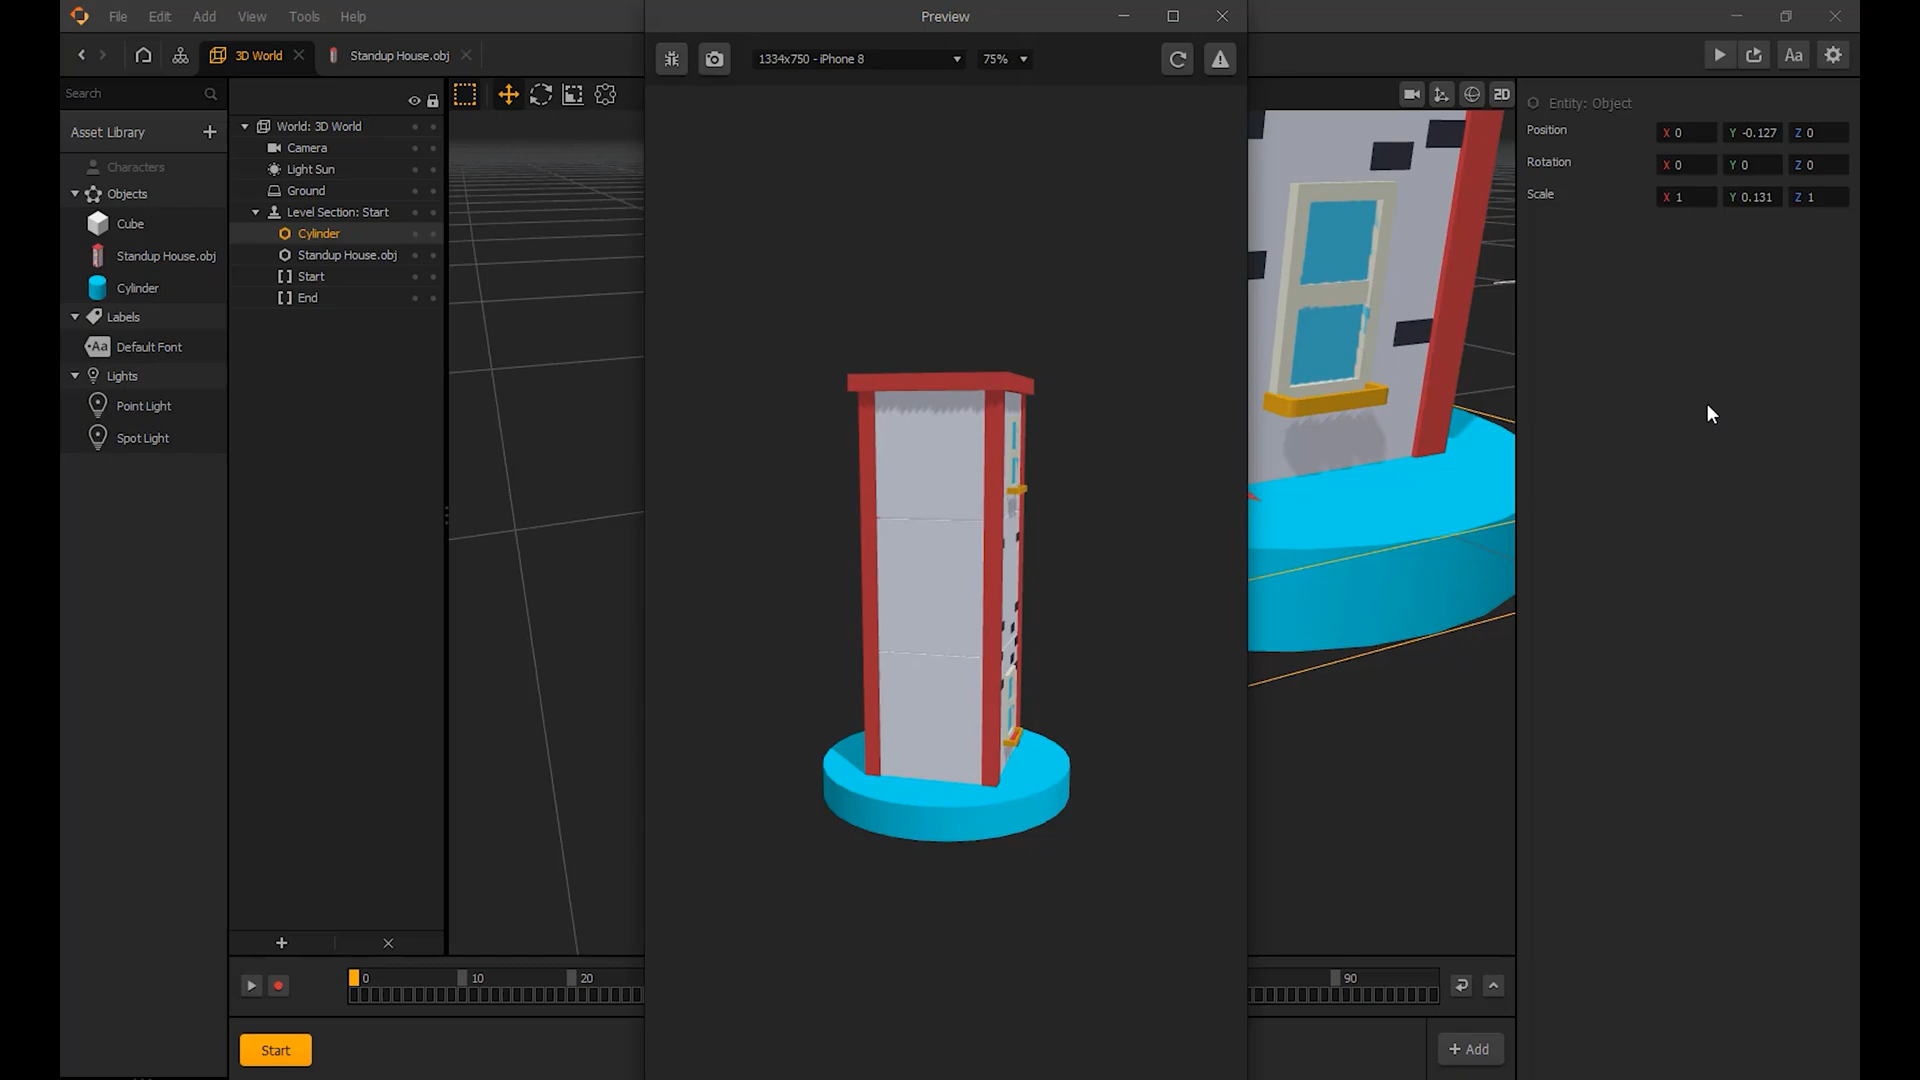 File Edit Add View Tools Help
Preview
3D World
Standup House.obj
1334x750 - iPhone 8
75%
Aa
Search
2D
Entity: Object
Asset Library
World: 3D World
Position X 0 Y -0.127 Z 0
Camera
Characters
Light Sun
Rotation X 0 Y 0 Z 0
Objects
Ground
Scale X 1 Y 0.131 Z 1
Level Section: Start
Cube
Cylinder
Standup House.obj
Standup House.obj
Start
Cylinder
End
Labels
Aa Default Font
Lights
Point Light
Spot Light
0 10 20 90
Start
+ Add